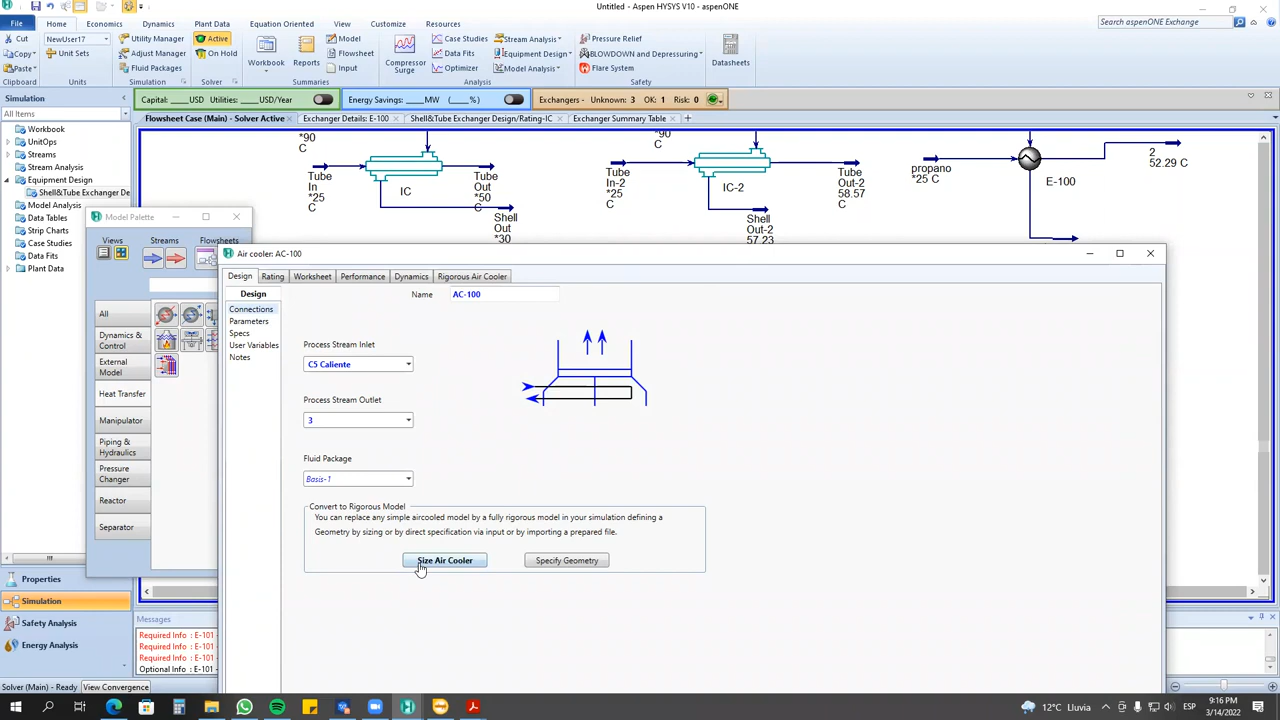 Untitled - Aspen HYSYS V10 - aspenONE
File Home Economics Dynamics Plant Data Equation Oriented View Customize Resources Search aspenONE Exchange
Cut NewUser17 Utility Manager Active Model Case Studies Stream Analysis Pressure Relief
Copy Unit Sets Adjust Manager On Hold Flowsheet Data Fits Equipment Design BLOWDOWN and Depressuring
Paste Fluid Packages Workbook Reports Input Compressor Surge Optimizer Model Analysis Flare System Datasheets
Clipboard Units Simulation Solver Summaries Analysis Safety
Simulation Capital: ____USD Utilities: ____USD/Year Energy Savings: ____MW (____%) Exchangers - Unknown: 3 OK: 1 Risk: 0
All Items Flowsheet Case (Main) - Solver Active Exchanger Details: E-100 Shell&Tube Exchanger Design/Rating-IC Exchanger Summary Table +
Workbook
UnitOps
Streams
Stream Analysis
Equipment Design
Shell&Tube Exchanger De
Model Analysis
Data Tables
Strip Charts
Case Studies
Data Fits
Plant Data
*90
C
Tube
In
*25
C
IC
Tube
Out
*50
C
Shell
Out
*30
*90
C
Tube
In-2
*25
C
IC-2
Tube
Out-2
58.57
C
Shell
Out-2
57.23
propano
*25 C
E-100
2
52.29 C
Model Palette
Views Streams Flowsheets
All
Dynamics &
Control
External
Model
Heat Transfer
Manipulator
Piping &
Hydraulics
Pressure
Changer
Reactor
Separator
Air cooler: AC-100
Design Rating Worksheet Performance Dynamics Rigorous Air Cooler
Design
Connections
Parameters
Specs
User Variables
Notes
Name AC-100
Process Stream Inlet
C5 Caliente
Process Stream Outlet
3
Fluid Package
Basis-1
Convert to Rigorous Model
You can replace any simple aircooled model by a fully rigorous model in your simulation defining a
Geometry by sizing or by direct specification via input or by importing a prepared file.
Size Air Cooler Specify Geometry
Properties
Simulation
Safety Analysis
Energy Analysis
Messages
Required Info : E-101 -
Required Info : E-101 -
Required Info : E-101 -
Optional Info : E-101 -
Solver (Main) - Ready View Convergence
12°C Lluvia ESP 9:16 PM
3/14/2022